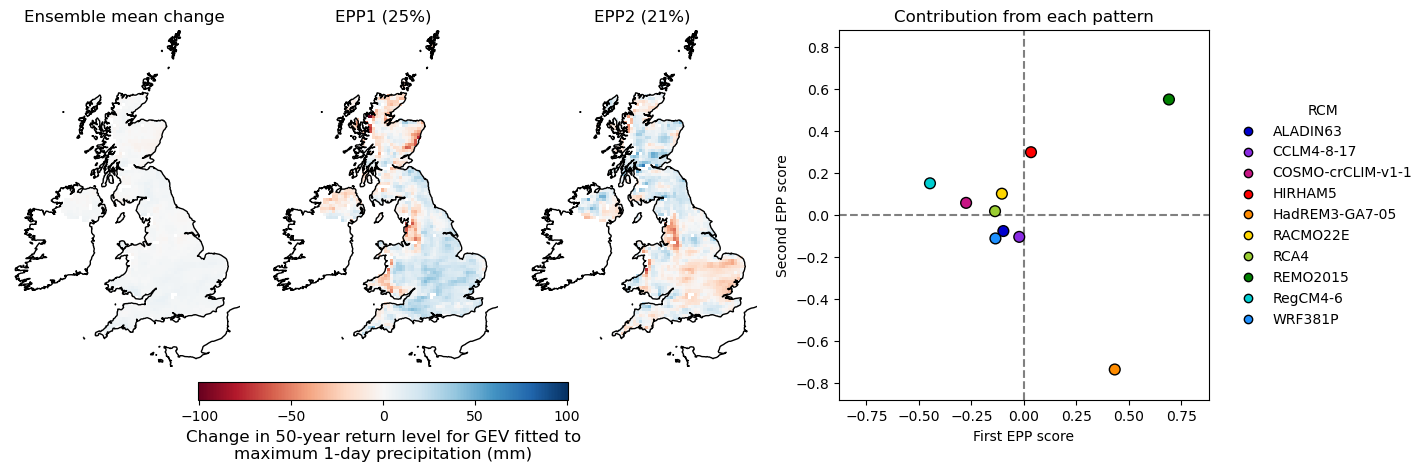 Ensemble mean change
EPP1 (25%)
EPP2 (21%)
Contribution from each pattern
0.8
0.6
0.4
0.2
0.0
−0.2
−0.4
−0.6
−0.8
Second EPP score
−0.75
−0.50
−0.25
0.00
0.25
0.50
0.75
First EPP score
RCM
ALADIN63
CCLM4-8-17
COSMO-crCLIM-v1-1
HIRHAM5
HadREM3-GA7-05
RACMO22E
RCA4
REMO2015
RegCM4-6
WRF381P
−100
−50
0
50
100
Change in 50-year return level for GEV fitted to
maximum 1-day precipitation (mm)